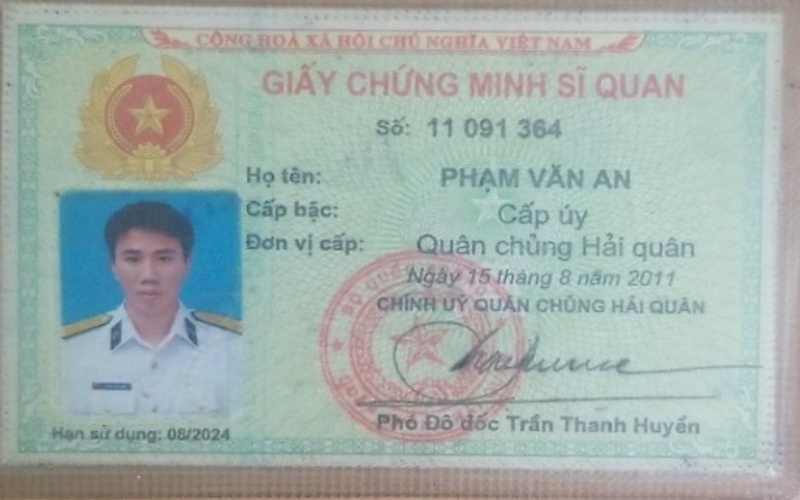 CỘNG HOÀ XÃ HỘI CHỦ NGHĨA VIỆT NAM
GIẤY CHỨNG MINH SĨ QUAN
Số: 11 091 364
Họ tên: PHẠM VĂN AN
Cấp bậc: Cấp úy
Đơn vị cấp: Quân chủng Hải quân
Ngày 15 tháng 8 năm 2011
CHÍNH UỶ QUÂN CHỦNG HẢI QUÂN
Phó Đô đốc Trần Thanh Huyền
Hạn sử dụng: 08/2024